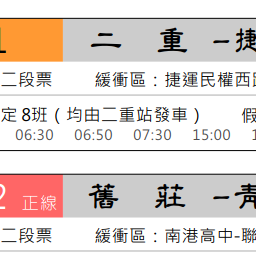 二 重 – 捷
二段票 緩衝區：捷運民權西路
定 8班（均由二重站發車） 假
06:30 06:50 07:30 15:00 1
2 正線 舊 莊 – 青
二段票 緩衝區：南港高中-聯